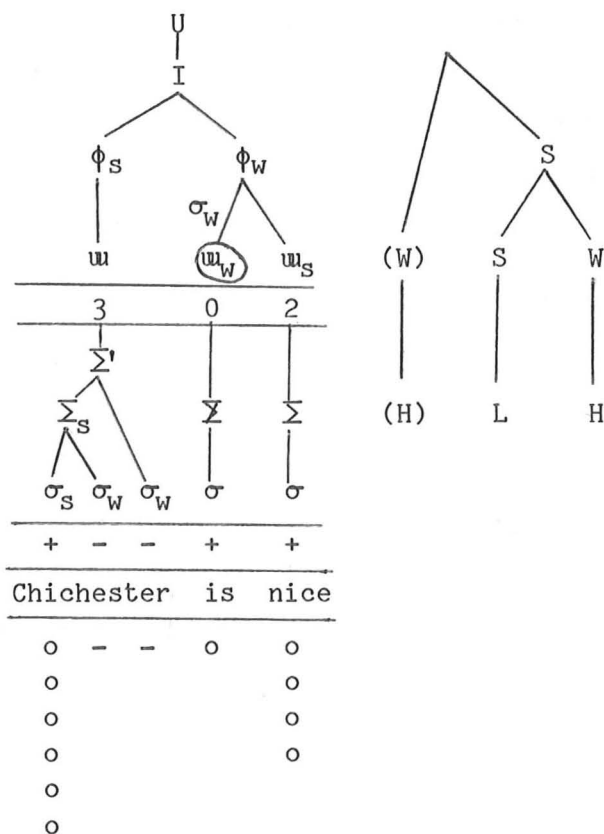 U
I
ϕS ϕW S
σW
ɯ ɯW ɯS (W) S W
3 0 2
Σ'
ΣS Σ̸ Σ (H) L H
σS σW σW σ σ
+ - - + +
Chichester is nice
o - - o o
o o
o o
o o
o
o